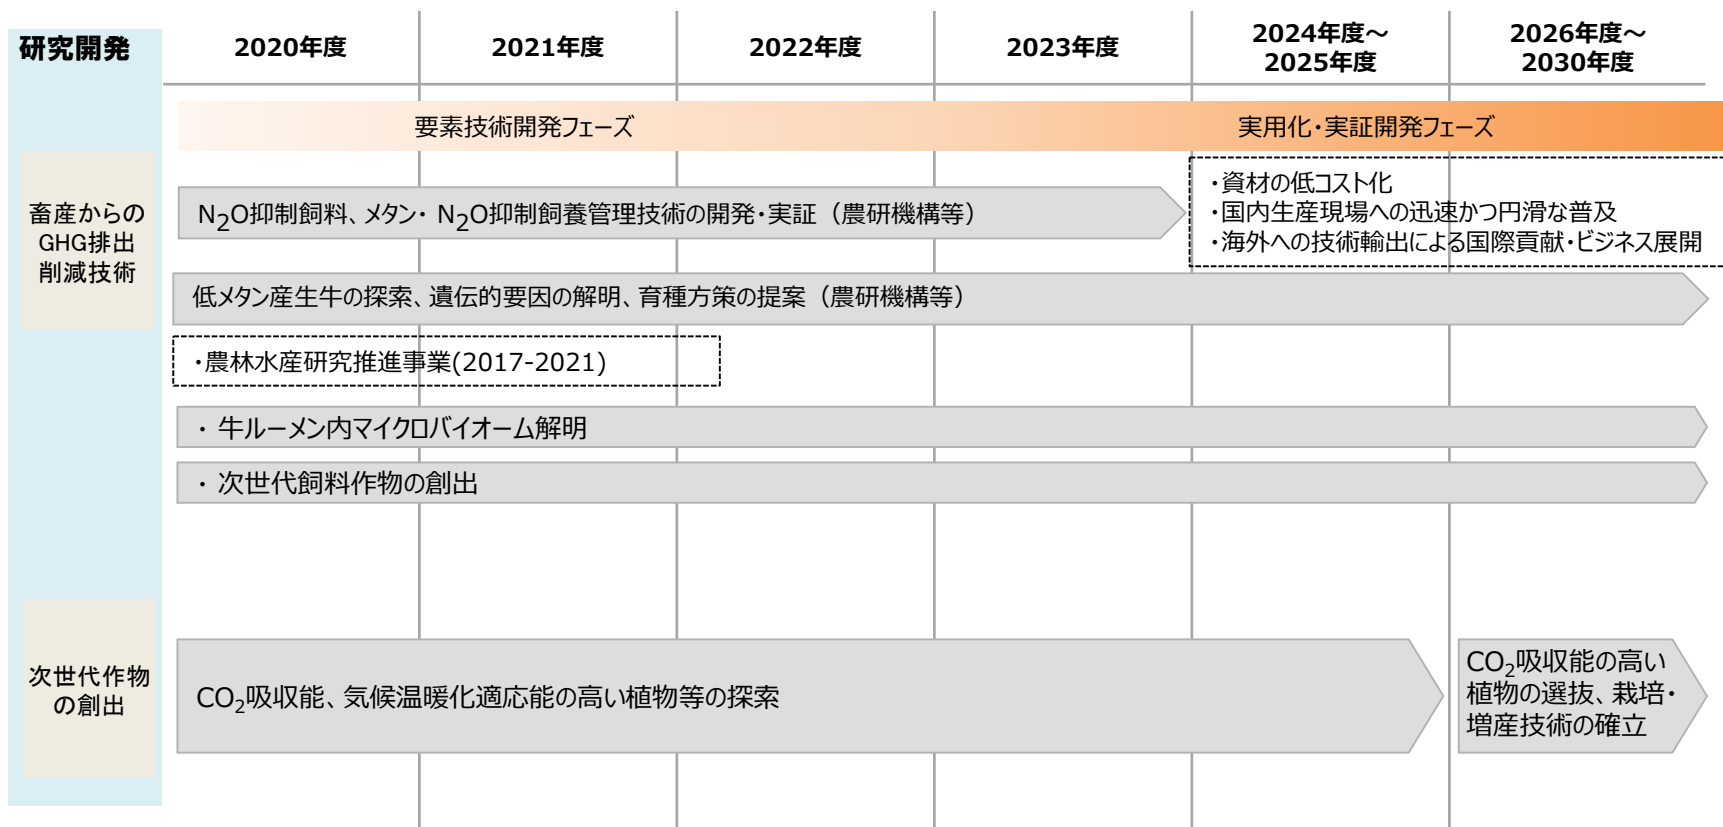 研究開発
2020年度
2021年度
2022年度
2023年度
2024年度～
2025年度
2026年度～
2030年度
要素技術開発フェーズ
実用化・実証開発フェーズ
畜産からの
GHG排出
削減技術
N2O抑制飼料、メタン・ N2O抑制飼養管理技術の開発・実証（農研機構等）
・資材の低コスト化
・国内生産現場への迅速かつ円滑な普及
・海外への技術輸出による国際貢献・ビジネス展開
低メタン産生牛の探索、遺伝的要因の解明、育種方策の提案（農研機構等）
・農林水産研究推進事業(2017-2021)
・ 牛ルーメン内マイクロバイオーム解明
・ 次世代飼料作物の創出
次世代作物
の創出
CO2吸収能、気候温暖化適応能の高い植物等の探索
CO2吸収能の高い
植物の選抜、栽培・
増産技術の確立